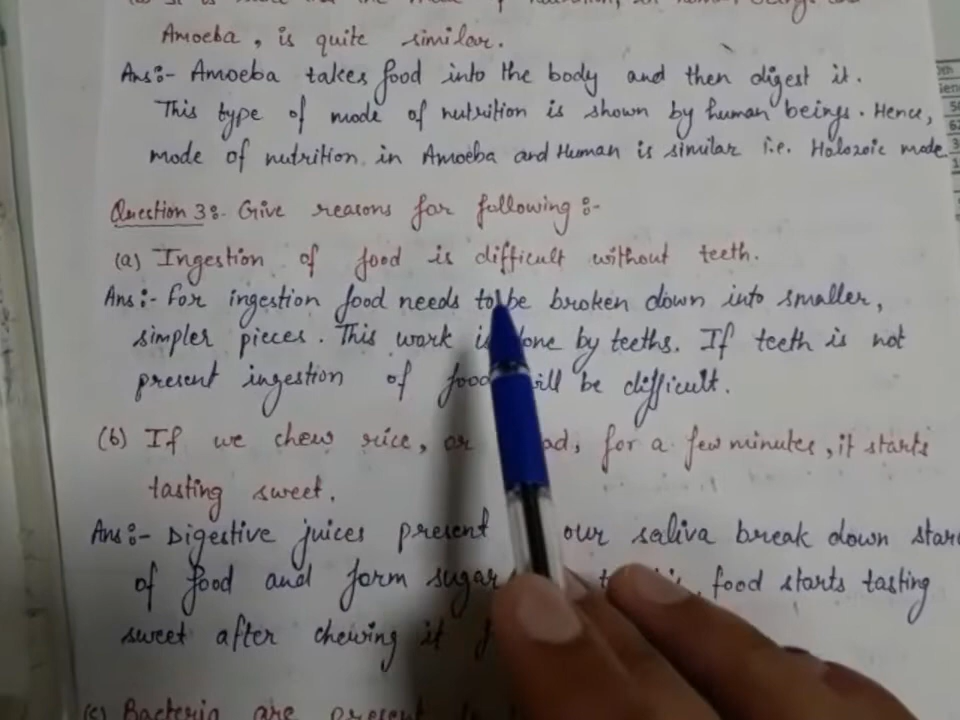 Amoeba, is quite similar.
Ans:- Amoeba takes food into the body and then digest it.
This type of mode of nutrition is shown by human beings. Hence,
mode of nutrition in Amoeba and Human is similar i.e. Holozoic mode
Question 3:- Give reasons for following :-
(a) Ingestion of food is difficult without teeth.
Ans:- For ingestion food needs to be broken down into smaller,
simpler pieces. This work is done by teeths. If teeth is not
present ingestion of food will be difficult.
(b) If we chew rice, or for a few minutes, it starts
tasting sweet.
Ans:- Digestive juices present our saliva break down
of food and form sugar food starts tasting
sweet after chewing it
(c) Bacteria are present